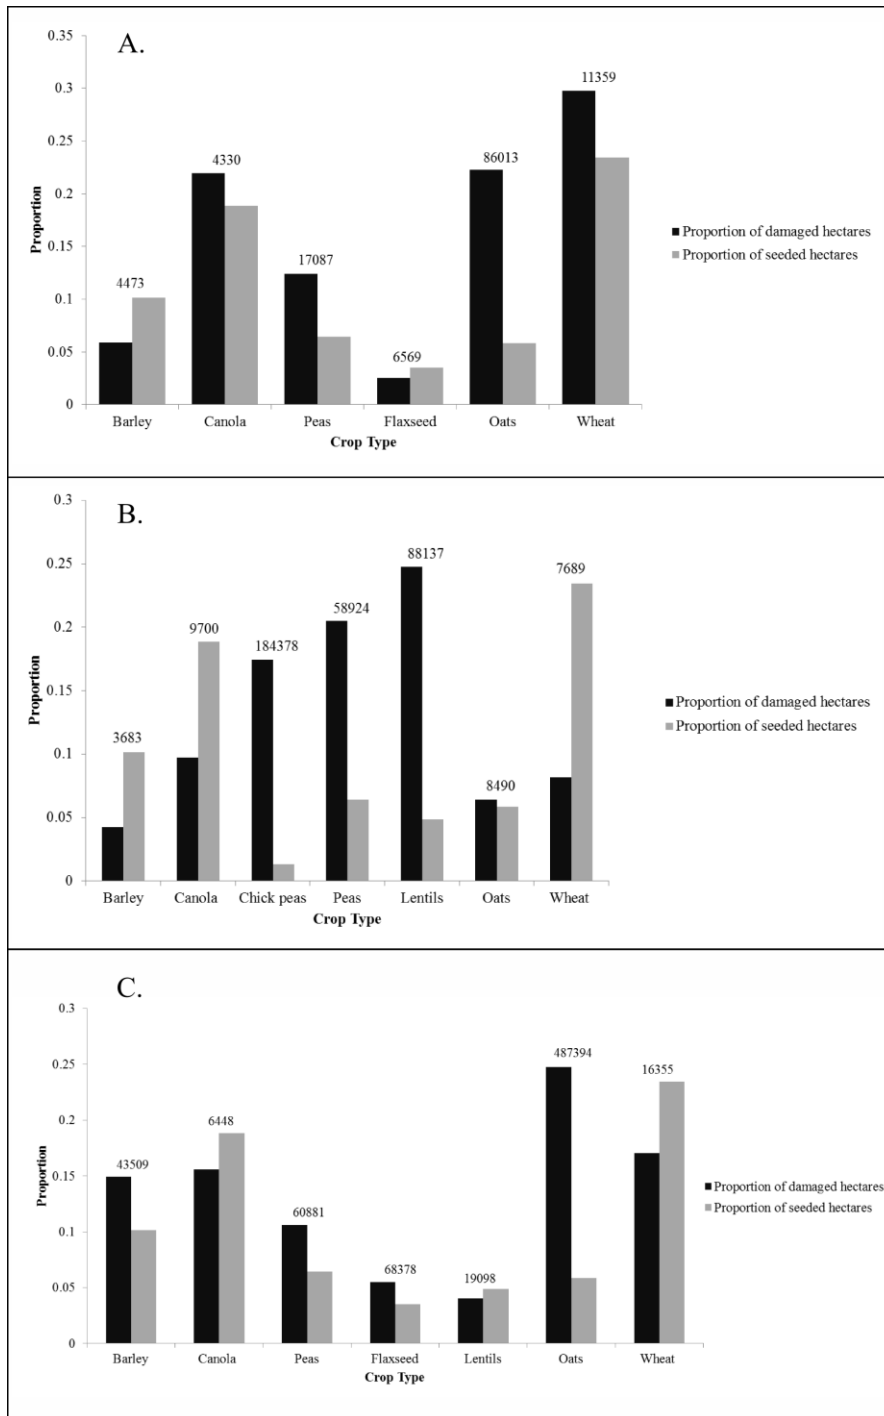 A.
0.35
0.3
0.25
0.2
0.15
0.1
0.05
0
Proportion
4473
4330
17087
6569
86013
11359
Barley Canola Peas Flaxseed Oats Wheat
Crop Type
Proportion of damaged hectares
Proportion of seeded hectares
B.
0.3
0.25
0.2
0.15
0.1
0.05
0
Proportion
3683
9700
184378
58924
88137
8490
7689
Barley Canola Chick peas Peas Lentils Oats Wheat
Crop Type
Proportion of damaged hectares
Proportion of seeded hectares
C.
0.3
0.25
0.2
0.15
0.1
0.05
0
Proportion
43509
6448
60881
68378
19098
487394
16355
Barley Canola Peas Flaxseed Lentils Oats Wheat
Crop Type
Proportion of damaged hectares
Proportion of seeded hectares